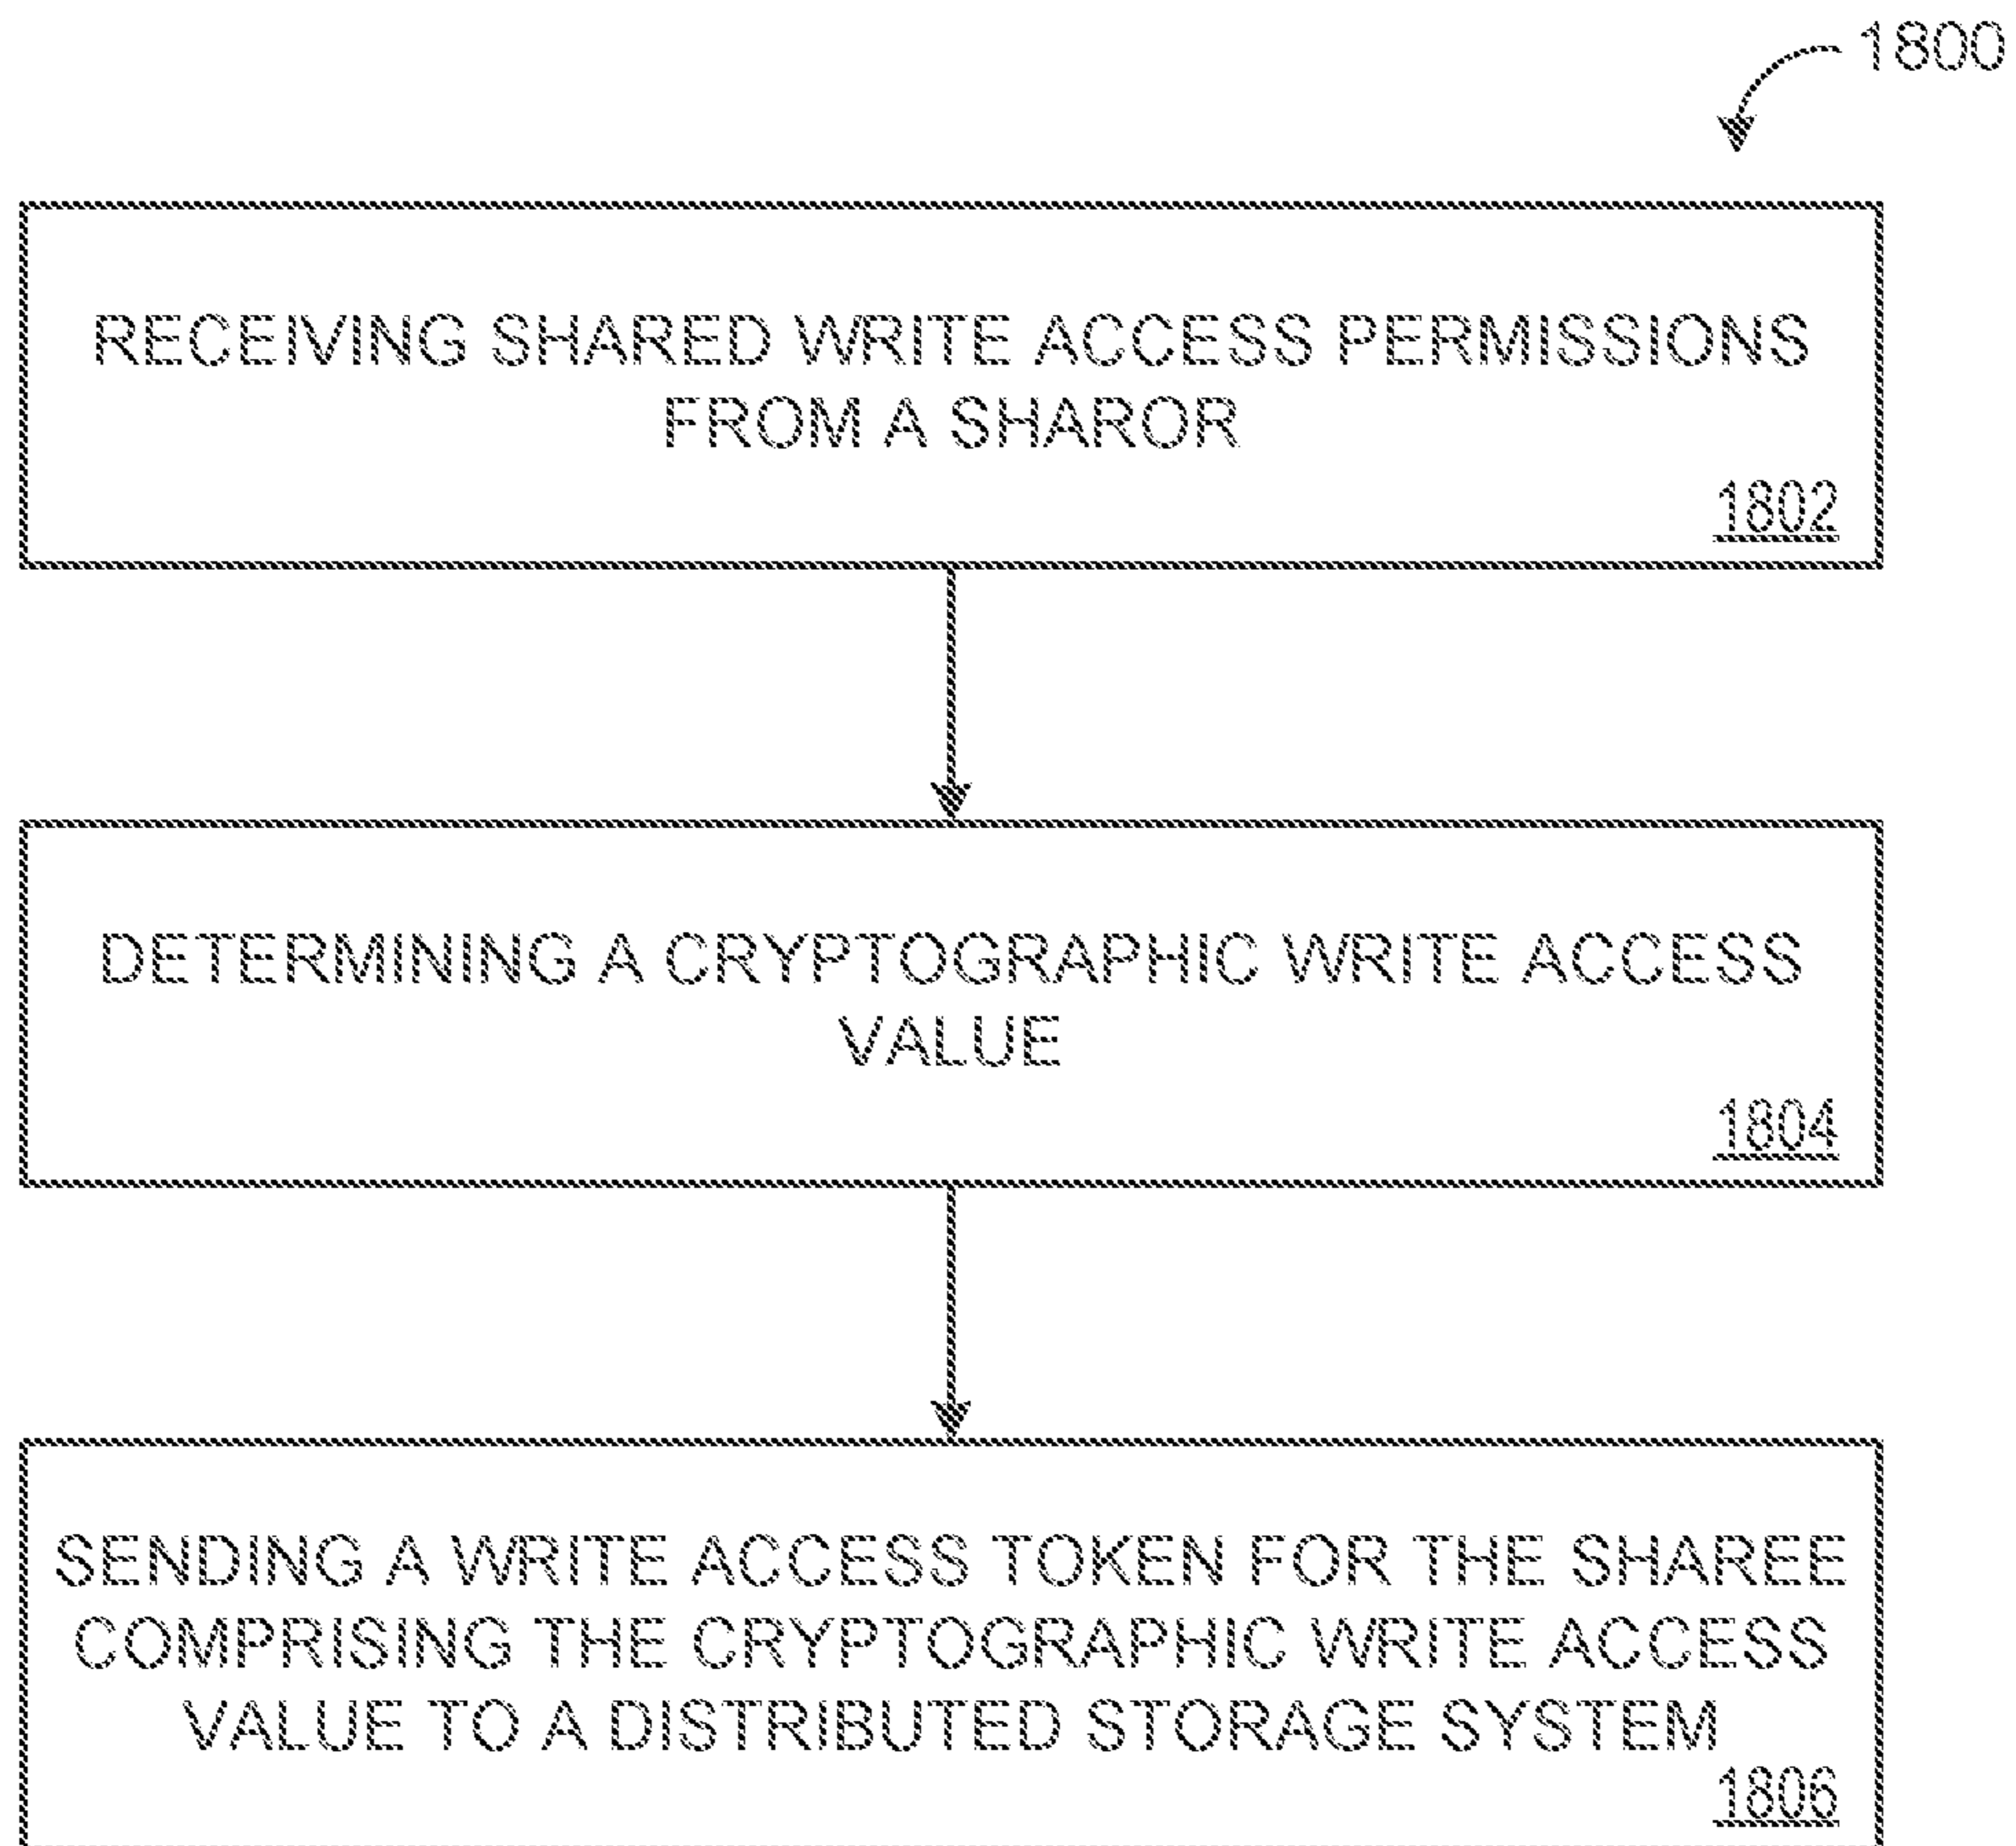 1800
RECEIVING SHARED WRITE ACCESS PERMISSIONS
FROM A SHAROR
1802
DETERMINING A CRYPTOGRAPHIC WRITE ACCESS
VALUE
1804
SENDING A WRITE ACCESS TOKEN FOR THE SHAREE
COMPRISING THE CRYPTOGRAPHIC WRITE ACCESS
VALUE TO A DISTRIBUTED STORAGE SYSTEM
1806